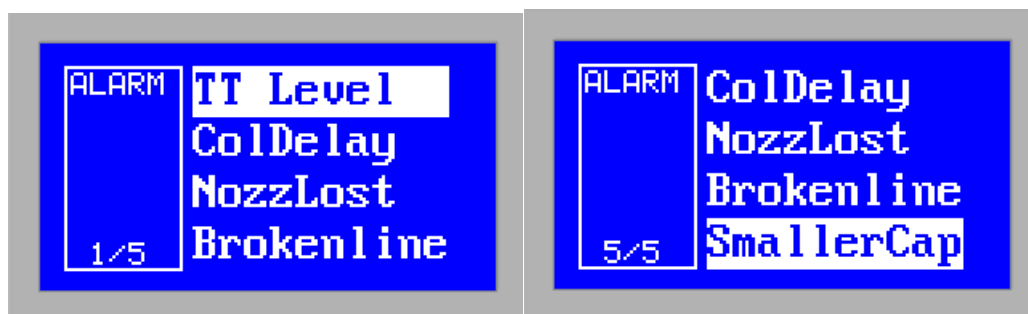 ALARM
TT Level
ColDelay
NozzLost
Brokenline
1/5
ALARM
ColDelay
NozzLost
Brokenline
SmallerCap
5/5